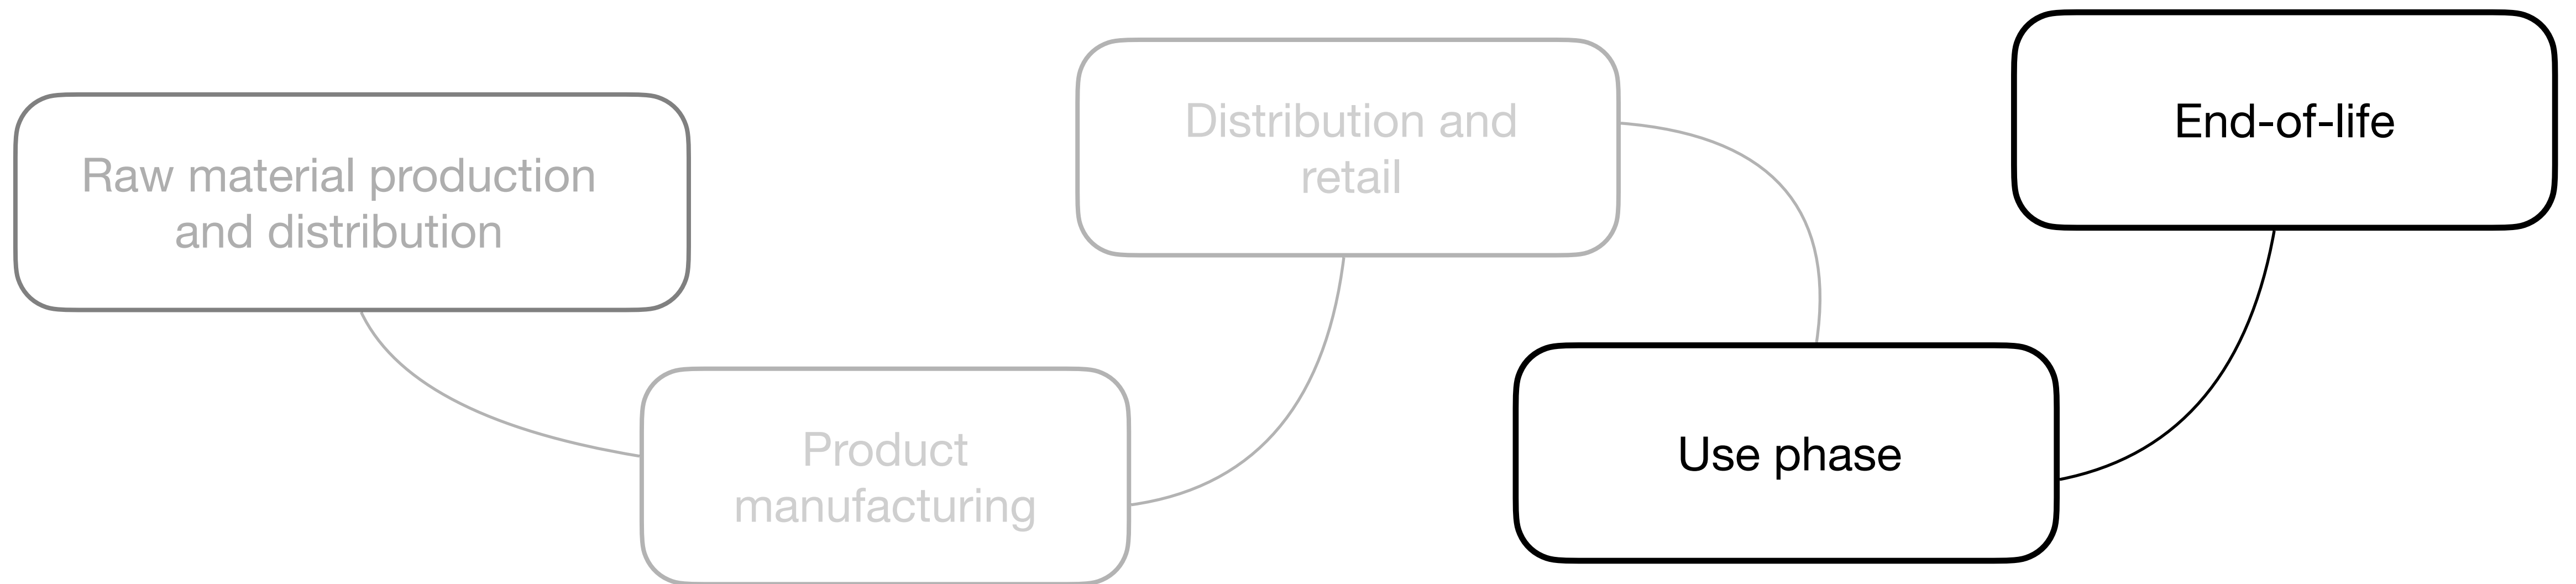 Raw material production
and distribution
Product
manufacturing
Distribution and
retail
Use phase
End-of-life